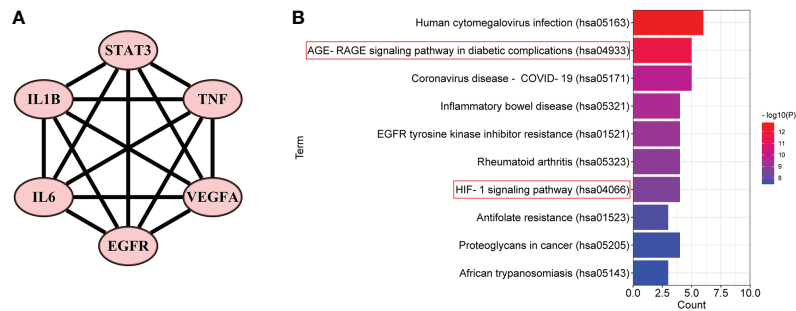 A
STAT3
IL1B
TNF
IL6
VEGFA
EGFR
B
Human cytomegalovirus infection (hsa05163)
AGE- RAGE signaling pathway in diabetic complications (hsa04933)
Coronavirus disease - COVID- 19 (hsa05171)
Inflammatory bowel disease (hsa05321)
EGFR tyrosine kinase inhibitor resistance (hsa01521)
Rheumatoid arthritis (hsa05323)
HIF- 1 signaling pathway (hsa04066)
Antifolate resistance (hsa01523)
Proteoglycans in cancer (hsa05205)
African trypanosomiasis (hsa05143)
Term
0.0 2.5 5.0 7.5 10.0
Count
- log10(P)
12
11
10
9
8